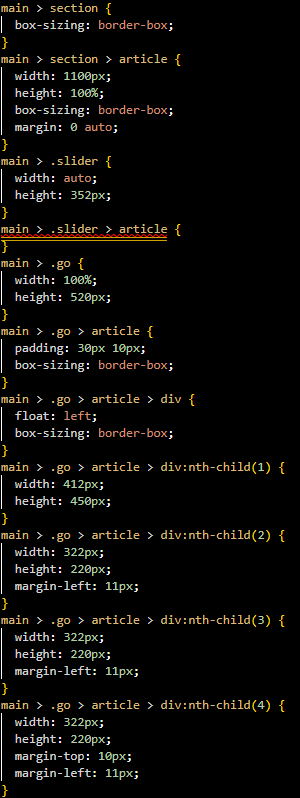 main > section {
box-sizing: border-box;
}
main > section > article {
width: 1100px;
height: 100%;
box-sizing: border-box;
margin: 0 auto;
}
main > .slider {
width: auto;
height: 352px;
}
main > .slider > article {
}
main > .go {
width: 100%;
height: 520px;
}
main > .go > article {
padding: 30px 10px;
box-sizing: border-box;
}
main > .go > article > div {
float: left;
box-sizing: border-box;
}
main > .go > article > div:nth-child(1) {
width: 412px;
height: 450px;
}
main > .go > article > div:nth-child(2) {
width: 322px;
height: 220px;
margin-left: 11px;
}
main > .go > article > div:nth-child(3) {
width: 322px;
height: 220px;
margin-left: 11px;
}
main > .go > article > div:nth-child(4) {
width: 322px;
height: 220px;
margin-top: 10px;
margin-left: 11px;
}